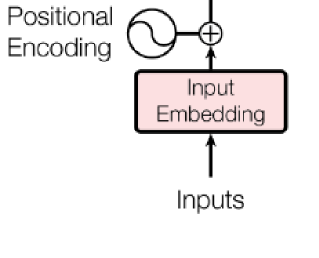 Positional
Encoding
Input
Embedding
Inputs